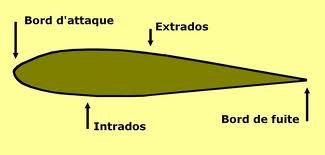 Bord d'attaque
Extrados
Intrados
Bord de fuite